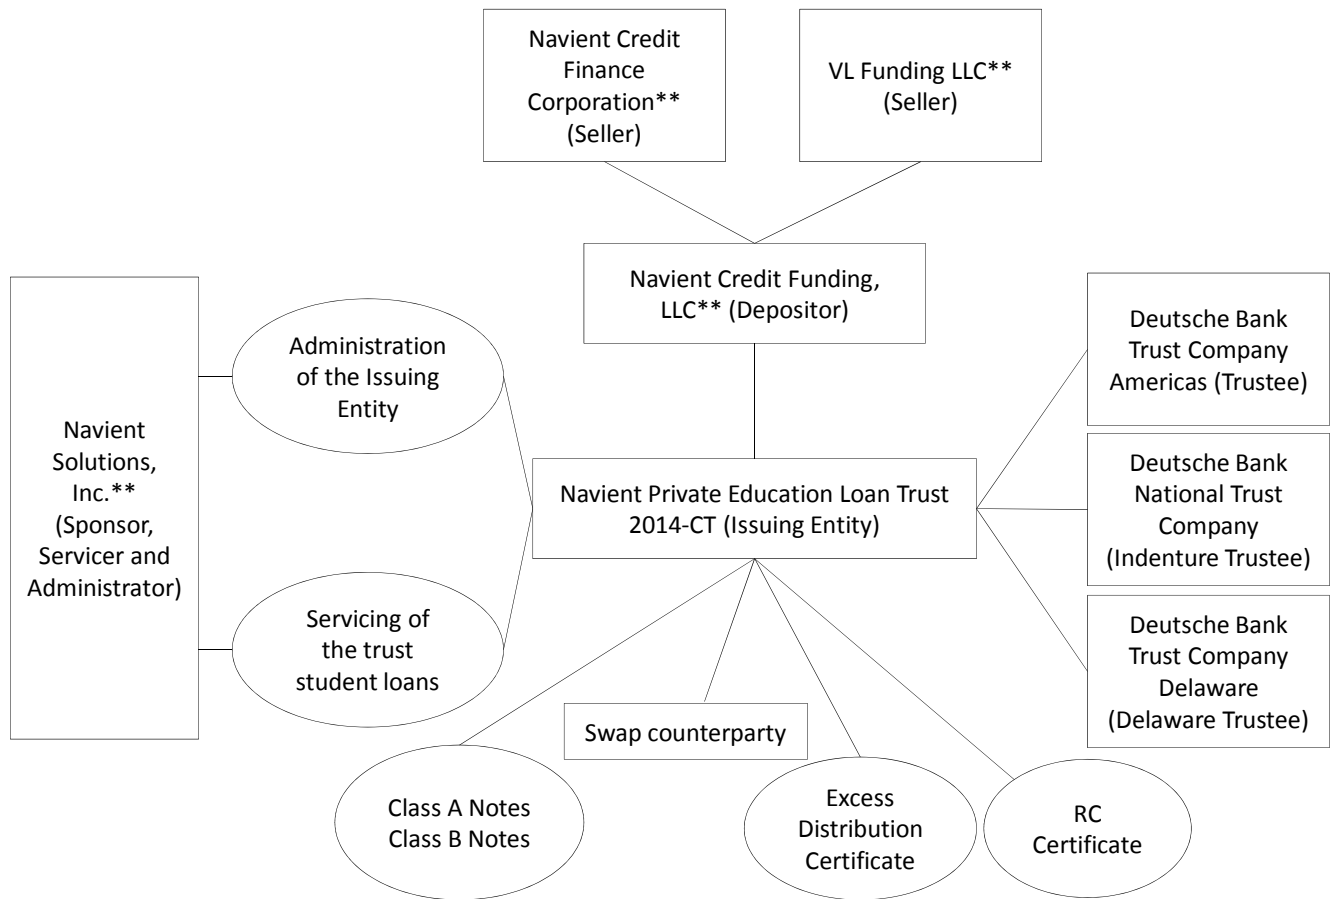 Navient Credit
Finance
Corporation**
(Seller)
VL Funding LLC**
(Seller)
Navient Credit Funding,
LLC** (Depositor)
Navient
Solutions,
Inc.**
(Sponsor,
Servicer and
Administrator)
Administration
of the Issuing
Entity
Servicing of
the trust
student loans
Navient Private Education Loan Trust
2014-CT (Issuing Entity)
Deutsche Bank
Trust Company
Americas (Trustee)
Deutsche Bank
National Trust
Company
(Indenture Trustee)
Deutsche Bank
Trust Company
Delaware
(Delaware Trustee)
Swap counterparty
Class A Notes
Class B Notes
Excess
Distribution
Certificate
RC
Certificate